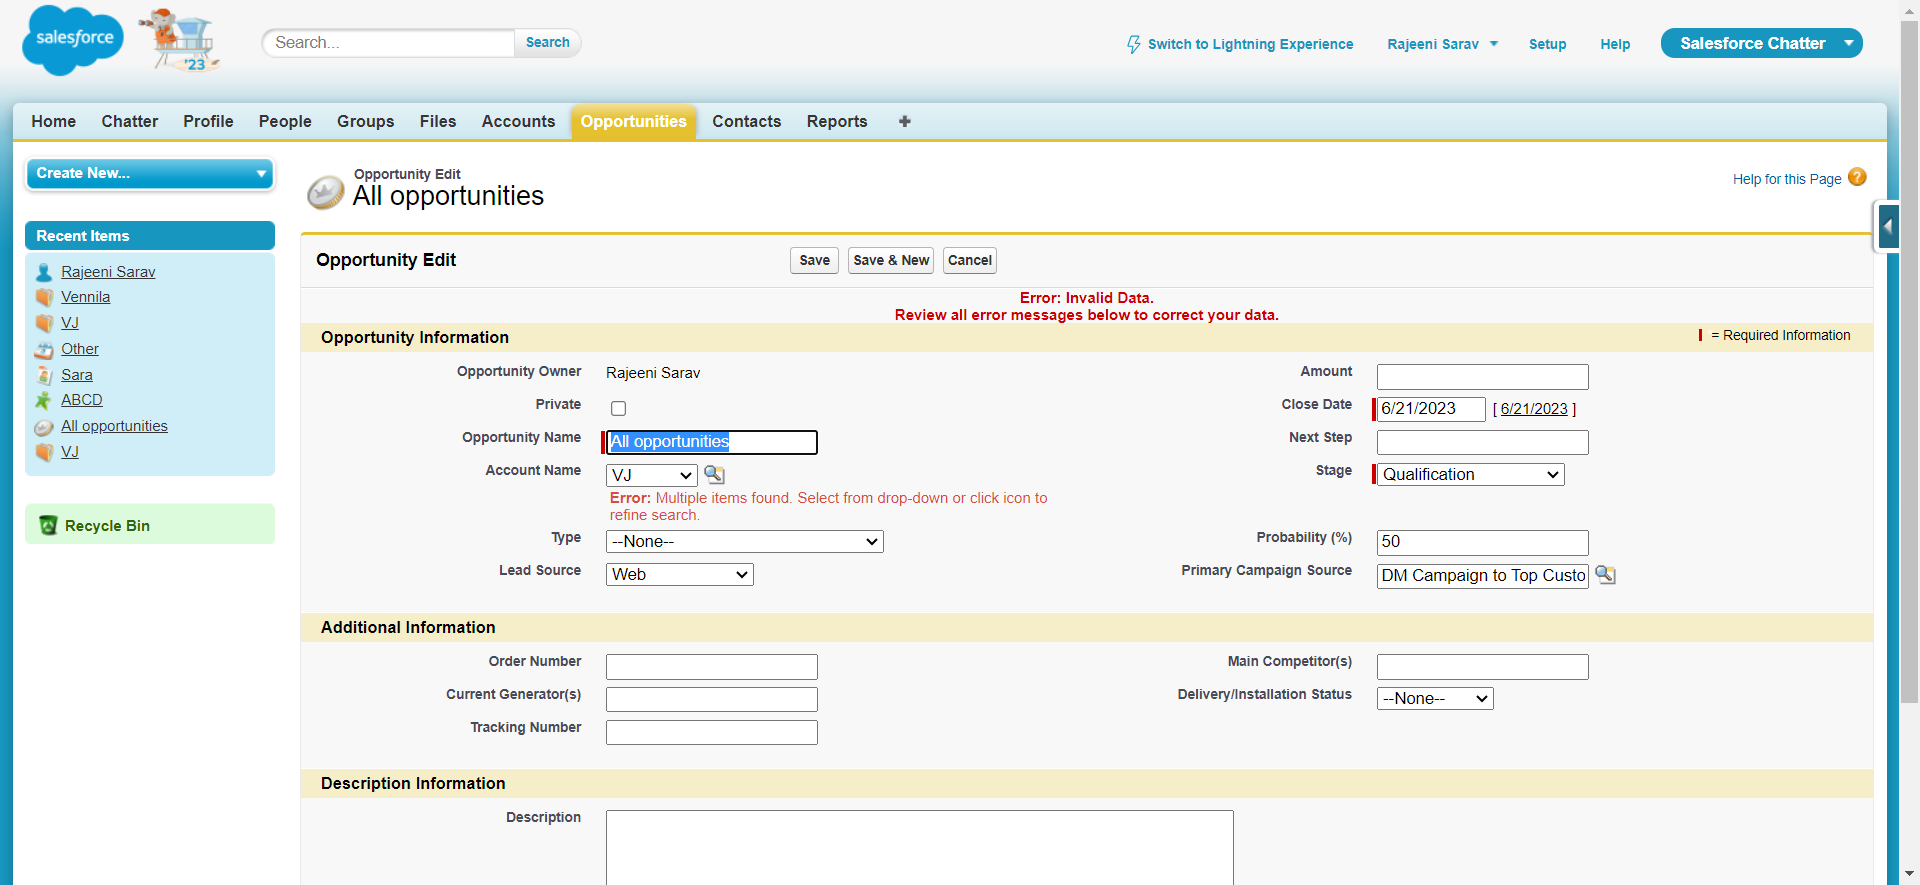 salesforce
'23
Search...
Search
Switch to Lightning Experience
Rajeeni Sarav
Setup
Help
Salesforce Chatter
Home
Chatter
Profile
People
Groups
Files
Accounts
Opportunities
Contacts
Reports
+
Create New...
Recent Items
Rajeeni Sarav
Vennila
VJ
Other
Sara
ABCD
All opportunities
VJ
Recycle Bin
Opportunity Edit
All opportunities
Help for this Page
?
Opportunity Edit
Save
Save & New
Cancel
Error: Invalid Data.
Review all error messages below to correct your data.
Opportunity Information
= Required Information
Opportunity Owner
Rajeeni Sarav
Amount
Private
Close Date
6/21/2023
[ 6/21/2023 ]
Opportunity Name
All opportunities
Next Step
Account Name
VJ
Error: Multiple items found. Select from drop-down or click icon to
refine search.
Stage
Qualification
Type
--None--
Probability (%)
50
Lead Source
Web
Primary Campaign Source
DM Campaign to Top Custo
Additional Information
Order Number
Main Competitor(s)
Current Generator(s)
Delivery/Installation Status
--None--
Tracking Number
Description Information
Description